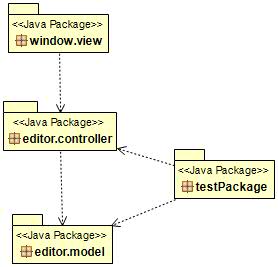 <<Java Package>>
window.view
<<Java Package>>
editor.controller
<<Java Package>>
testPackage
<<Java Package>>
editor.model